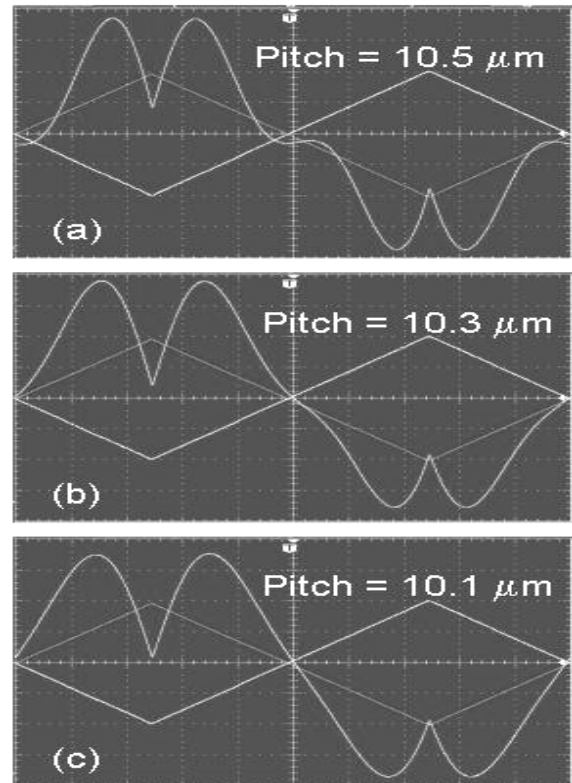 Pitch = 10.5 μm
(a)
Pitch = 10.3 μm
(b)
Pitch = 10.1 μm
(c)